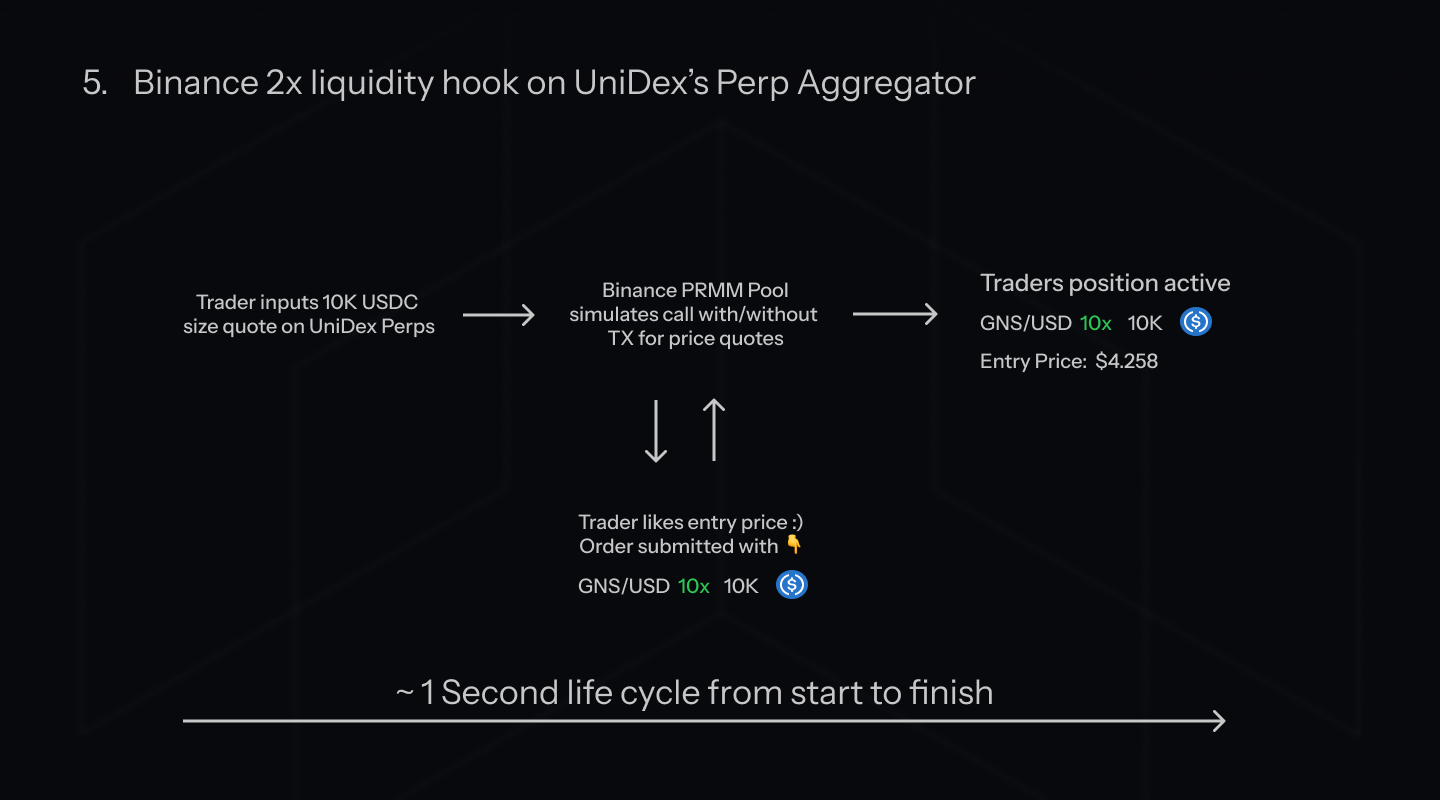 5. Binance 2x liquidity hook on UniDex’s Perp Aggregator
Trader inputs 10K USDC
size quote on UniDex Perps
Binance PRMM Pool
simulates call with/without
TX for price quotes
Traders position active
GNS/USD 10x 10K
Entry Price: $4.258
Trader likes entry price :)
Order submitted with 👇
GNS/USD 10x 10K
~ 1 Second life cycle from start to finish